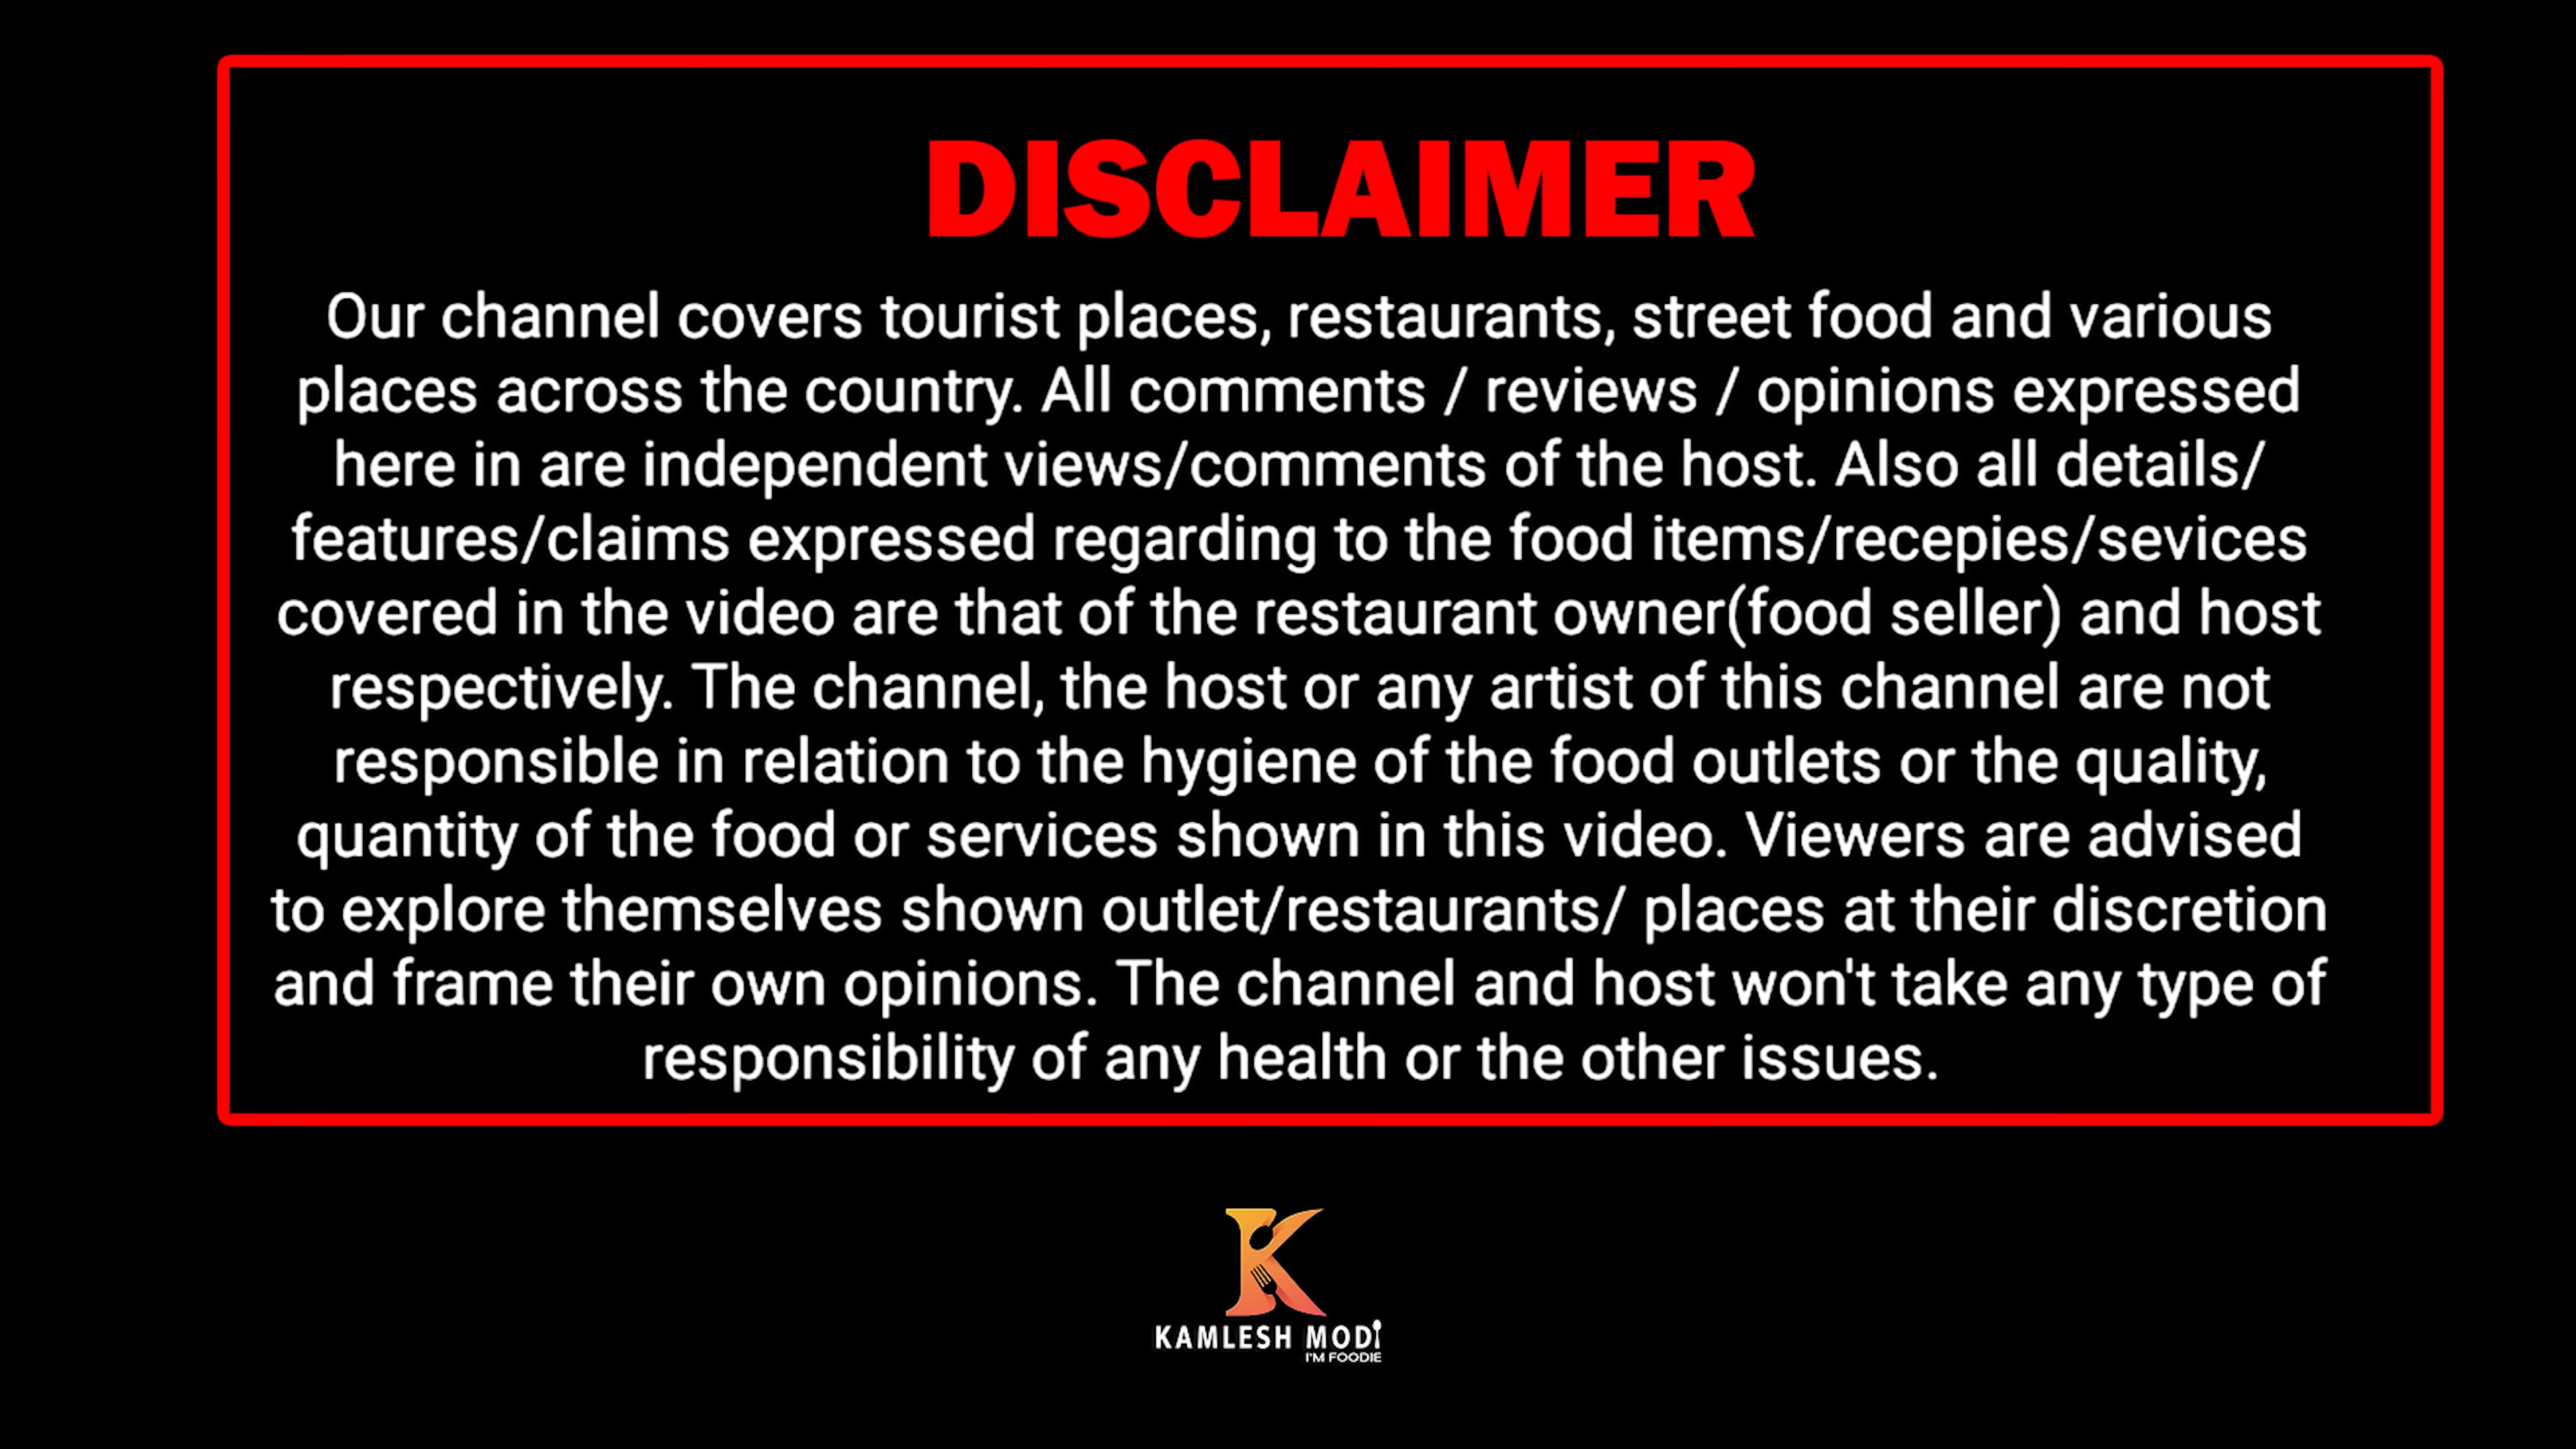 DISCLAIMER
Our channel covers tourist places, restaurants, street food and various
places across the country. All comments / reviews / opinions expressed
here in are independent views/comments of the host. Also all details/
features/claims expressed regarding to the food items/recepies/sevices
covered in the video are that of the restaurant owner(food seller) and host
respectively. The channel, the host or any artist of this channel are not
responsible in relation to the hygiene of the food outlets or the quality,
quantity of the food or services shown in this video. Viewers are advised
to explore themselves shown outlet/restaurants/ places at their discretion
and frame their own opinions. The channel and host won't take any type of
responsibility of any health or the other issues.
K
KAMLESH MODi
I'M FOODIE